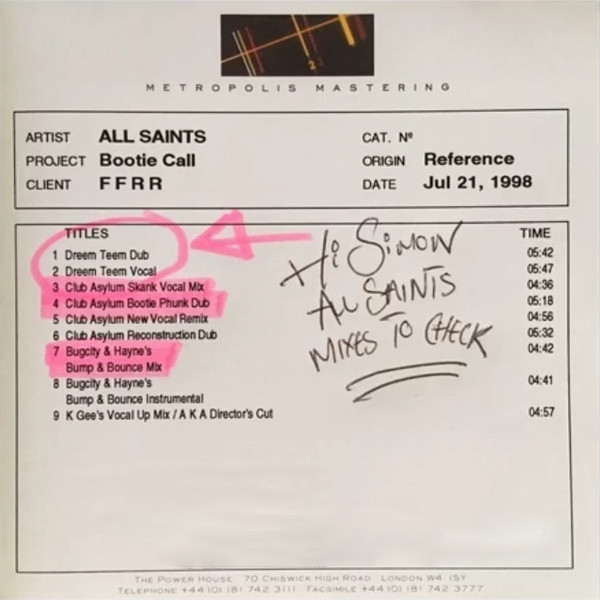 METROPOLIS MASTERING
ARTIST ALL SAINTS CAT. Nº
PROJECT Bootie Call ORIGIN Reference
CLIENT FFRR DATE Jul 21, 1998
TITLES TIME
1 Dreem Teem Dub 05:42
2 Dreem Teem Vocal 05:47
3 Club Asylum Skank Vocal Mix 04:36
4 Club Asylum Bootie Phunk Dub 05:18
5 Club Asylum New Vocal Remix 04:56
6 Club Asylum Reconstruction Dub 05:32
7 Bugcity & Hayne's 04:42
Bump & Bounce Mix
8 Bugcity & Hayne's 04:41
Bump & Bounce Instrumental
9 K Gee's Vocal Up Mix / A K A Director's Cut 04:57
Hi SIMON
ALL SAINTS
MIXES TO CHECK
THE POWER HOUSE 70 CHISWICK HIGH ROAD LONDON W4 1SY
TELEPHONE +44 (0) 181 742 3111 FACSIMILE +44 (0) 181 742 3777